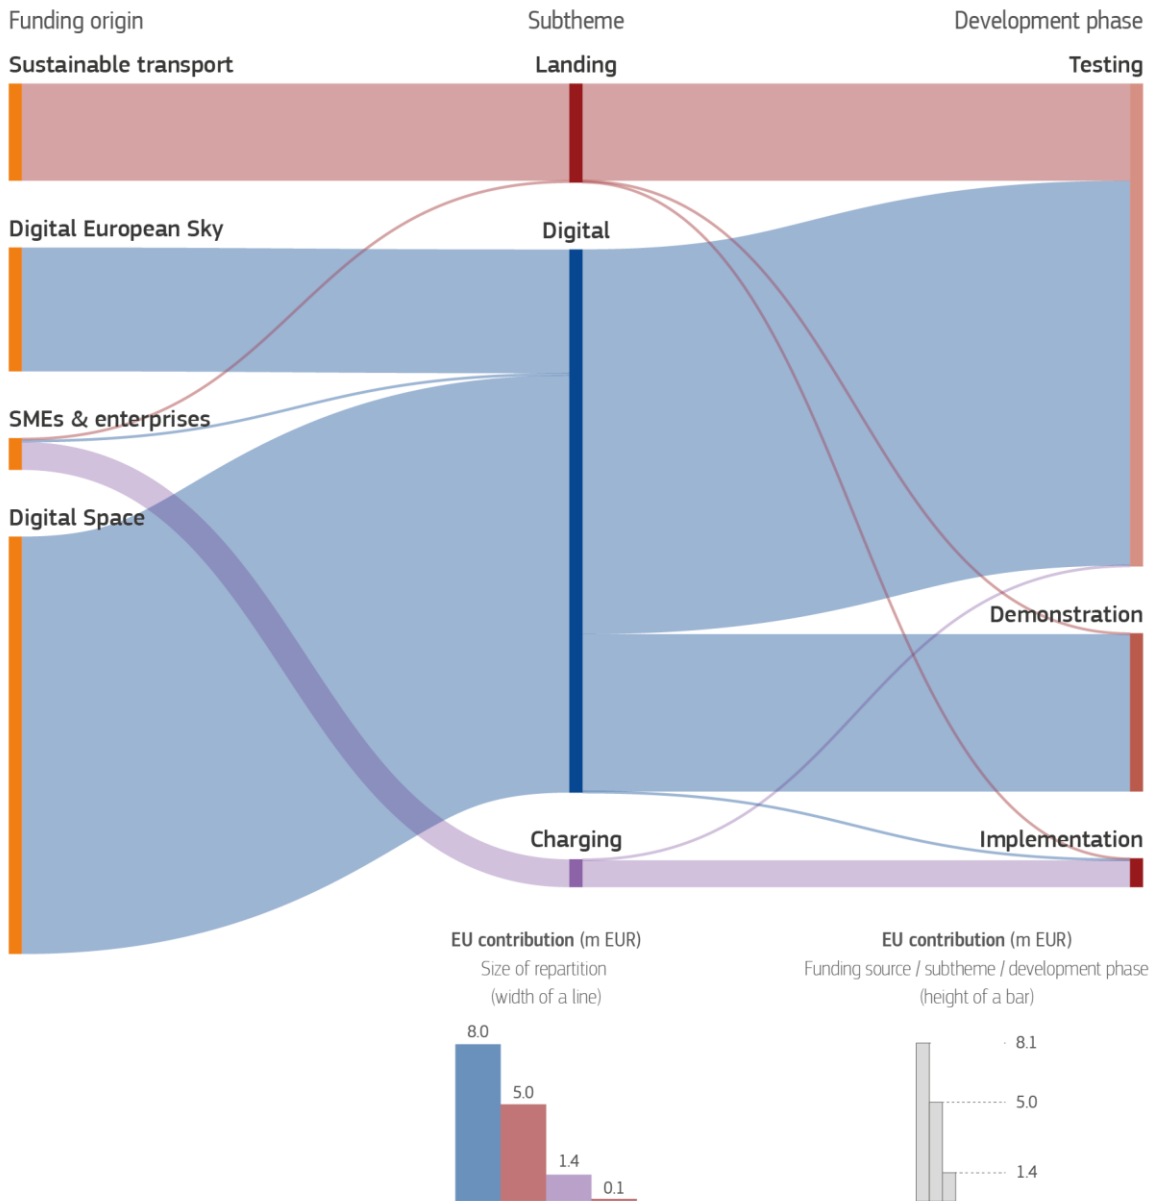 Funding origin
Subtheme
Development phase
Sustainable transport
Landing
Testing
Digital European Sky
Digital
SMEs & enterprises
Digital Space
Demonstration
Charging
Implementation
EU contribution (m EUR)
Size of repartition
(width of a line)
8.0
5.0
1.4
0.1
EU contribution (m EUR)
Funding source / subtheme / development phase
(height of a bar)
8.1
5.0
1.4